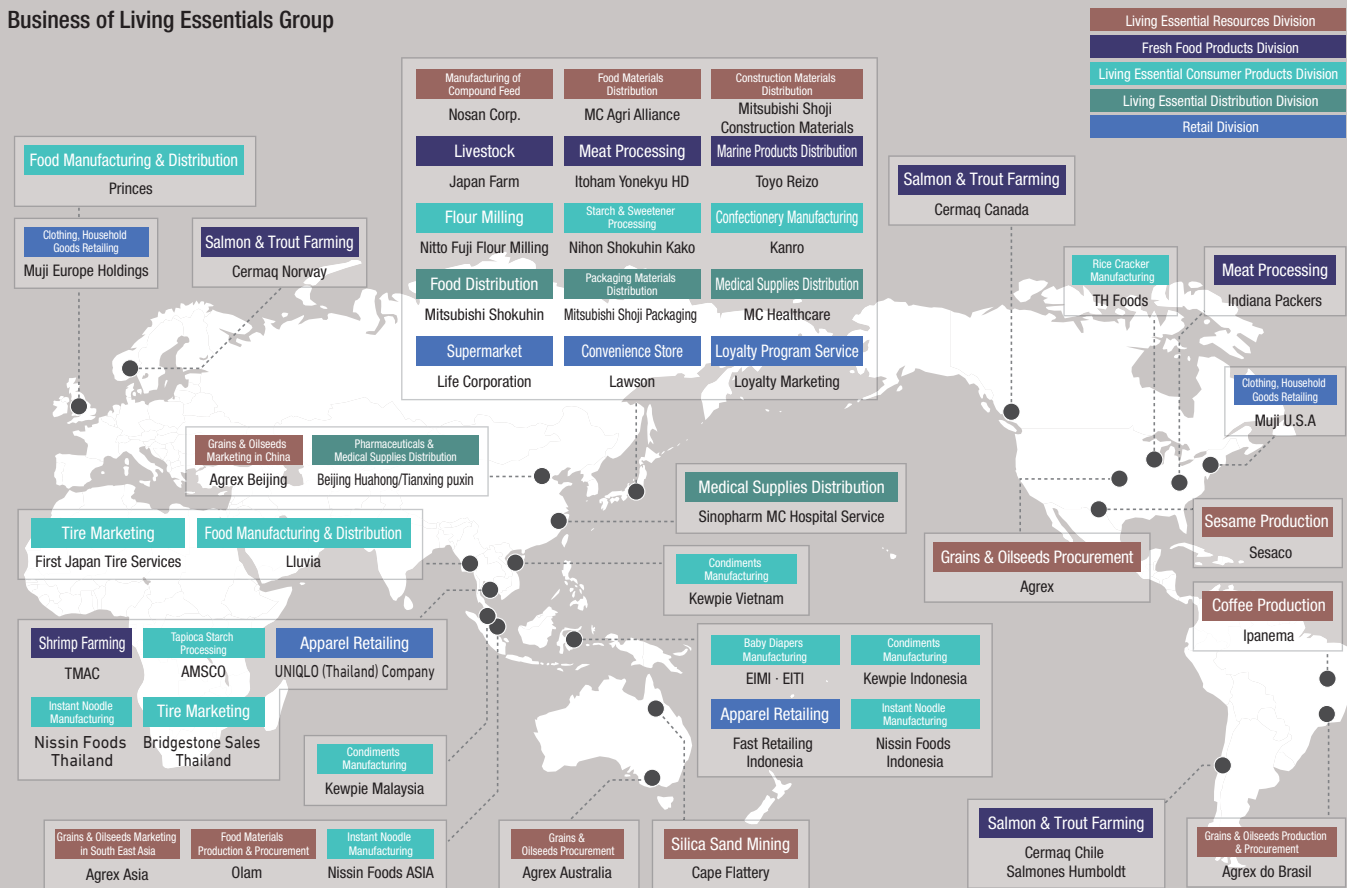 Business of Living Essentials Group
Living Essential Resources Division
Fresh Food Products Division
Living Essential Consumer Products Division
Living Essential Distribution Division
Retail Division
Manufacturing of
Compound Feed
Nosan Corp.
Food Materials
Distribution
MC Agri Alliance
Construction Materials
Distribution
Mitsubishi Shoji
Construction Materials
Livestock
Japan Farm
Meat Processing
Itoham Yonekyu HD
Marine Products Distribution
Toyo Reizo
Flour Milling
Nitto Fuji Flour Milling
Starch & Sweetener
Processing
Nihon Shokuhin Kako
Confectionery Manufacturing
Kanro
Food Distribution
Mitsubishi Shokuhin
Packaging Materials
Distribution
Mitsubishi Shoji Packaging
Medical Supplies Distribution
MC Healthcare
Supermarket
Life Corporation
Convenience Store
Lawson
Loyalty Program Service
Loyalty Marketing
Food Manufacturing & Distribution
Princes
Clothing, Household
Goods Retailing
Muji Europe Holdings
Salmon & Trout Farming
Cermaq Norway
Salmon & Trout Farming
Cermaq Canada
Rice Cracker
Manufacturing
TH Foods
Meat Processing
Indiana Packers
Clothing, Household
Goods Retailing
Muji U.S.A
Grains & Oilseeds
Marketing in China
Agrex Beijing
Pharmaceuticals &
Medical Supplies Distribution
Beijing Huahong/Tianxing puxin
Medical Supplies Distribution
Sinopharm MC Hospital Service
Tire Marketing
First Japan Tire Services
Food Manufacturing & Distribution
Lluvia
Condiments
Manufacturing
Kewpie Vietnam
Grains & Oilseeds Procurement
Agrex
Sesame Production
Sesaco
Coffee Production
Ipanema
Shrimp Farming
TMAC
Tapioca Starch
Processing
AMSCO
Apparel Retailing
UNIQLO (Thailand) Company
Instant Noodle
Manufacturing
Nissin Foods
Thailand
Tire Marketing
Bridgestone Sales
Thailand
Baby Diapers
Manufacturing
EIMI · EITI
Condiments
Manufacturing
Kewpie Indonesia
Apparel Retailing
Fast Retailing
Indonesia
Instant Noodle
Manufacturing
Nissin Foods
Indonesia
Condiments
Manufacturing
Kewpie Malaysia
Grains & Oilseeds Marketing
in South East Asia
Agrex Asia
Food Materials
Production & Procurement
Olam
Instant Noodle
Manufacturing
Nissin Foods ASIA
Grains &
Oilseeds Procurement
Agrex Australia
Silica Sand Mining
Cape Flattery
Salmon & Trout Farming
Cermaq Chile
Salmones Humboldt
Grains & Oilseeds Production
& Procurement
Agrex do Brasil